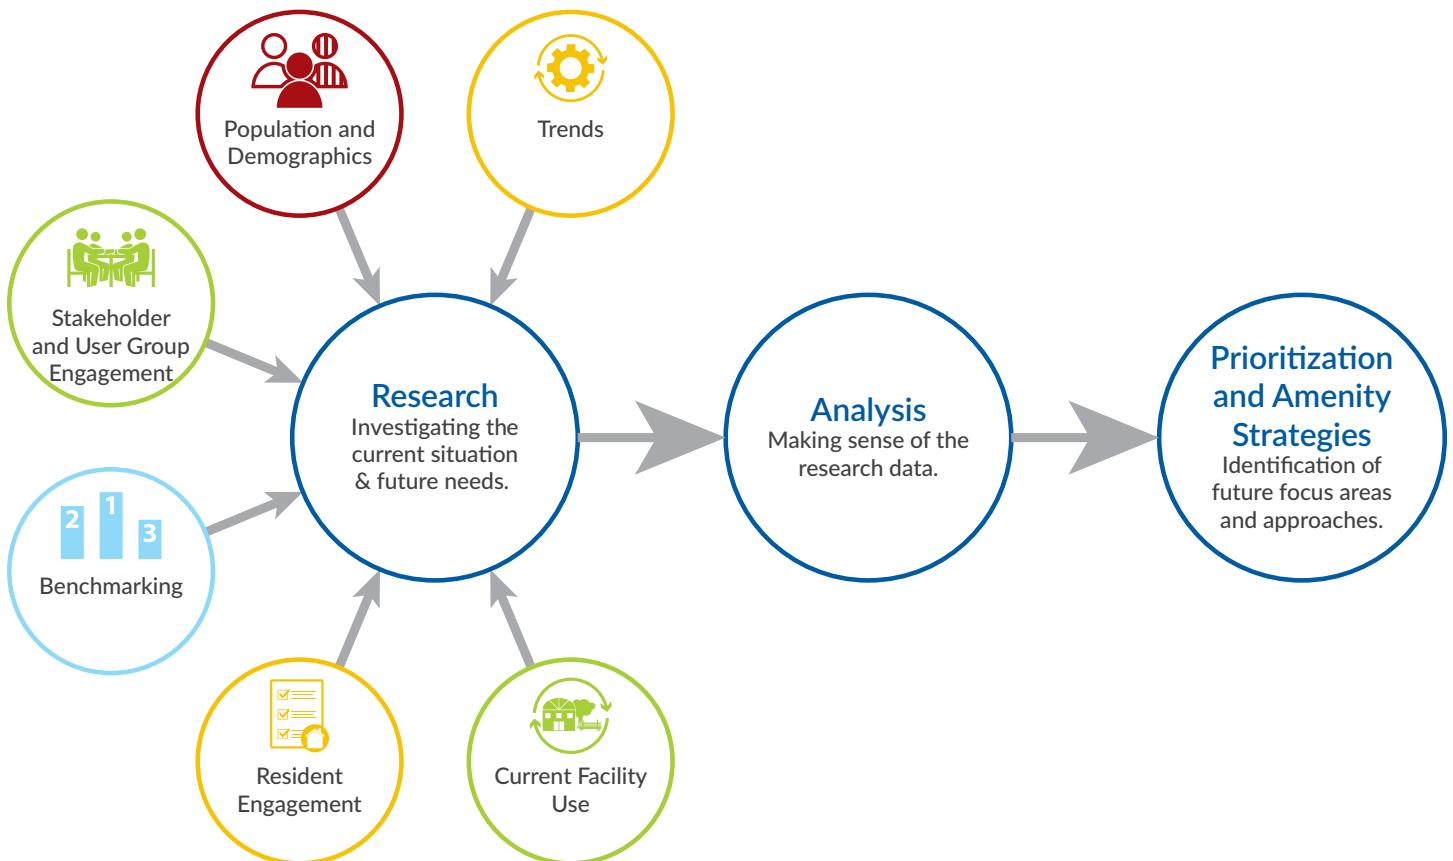 Population and
Demographics
Trends
Stakeholder
and User Group
Engagement
Research
Investigating the
current situation
& future needs.
Analysis
Making sense of the
research data.
Prioritization
and Amenity
Strategies
Identification of
future focus areas
and approaches.
2
1
3
Benchmarking
Resident
Engagement
Current Facility
Use